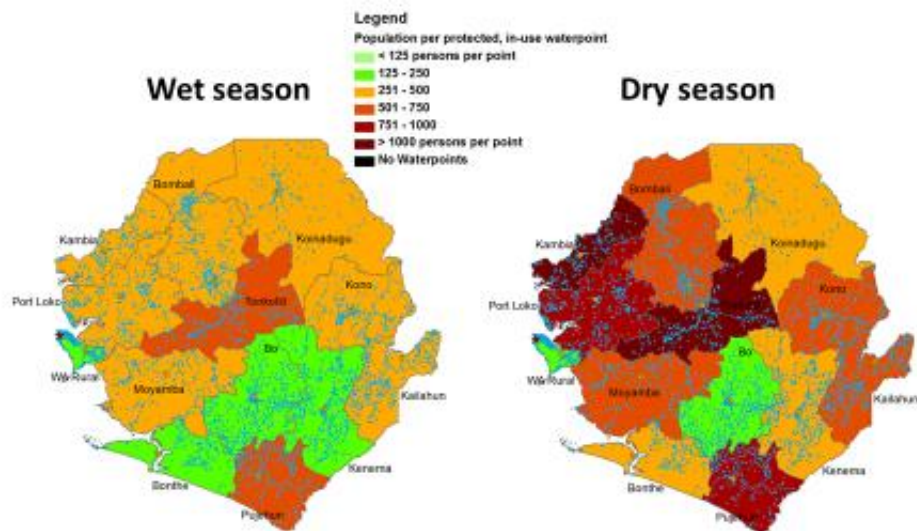 Legend
Population per protected, in-use waterpoint
< 125 persons per point
125 - 250
251 - 500
501 - 750
751 - 1000
> 1000 persons per point
No Waterpoints
Wet season
Dry season
Bombali
Koinadugu
Kambia
Tonkolili
Kono
Port Loko
Bo
WA Rural
Moyamba
Kailahun
Kenema
Bonthe
Pujehun
Bombali
Kambia
Koinadugu
Kono
Port Loko
Bo
WA Rural
Moyamba
Kailahun
Kenema
Bonthe
Pujehun